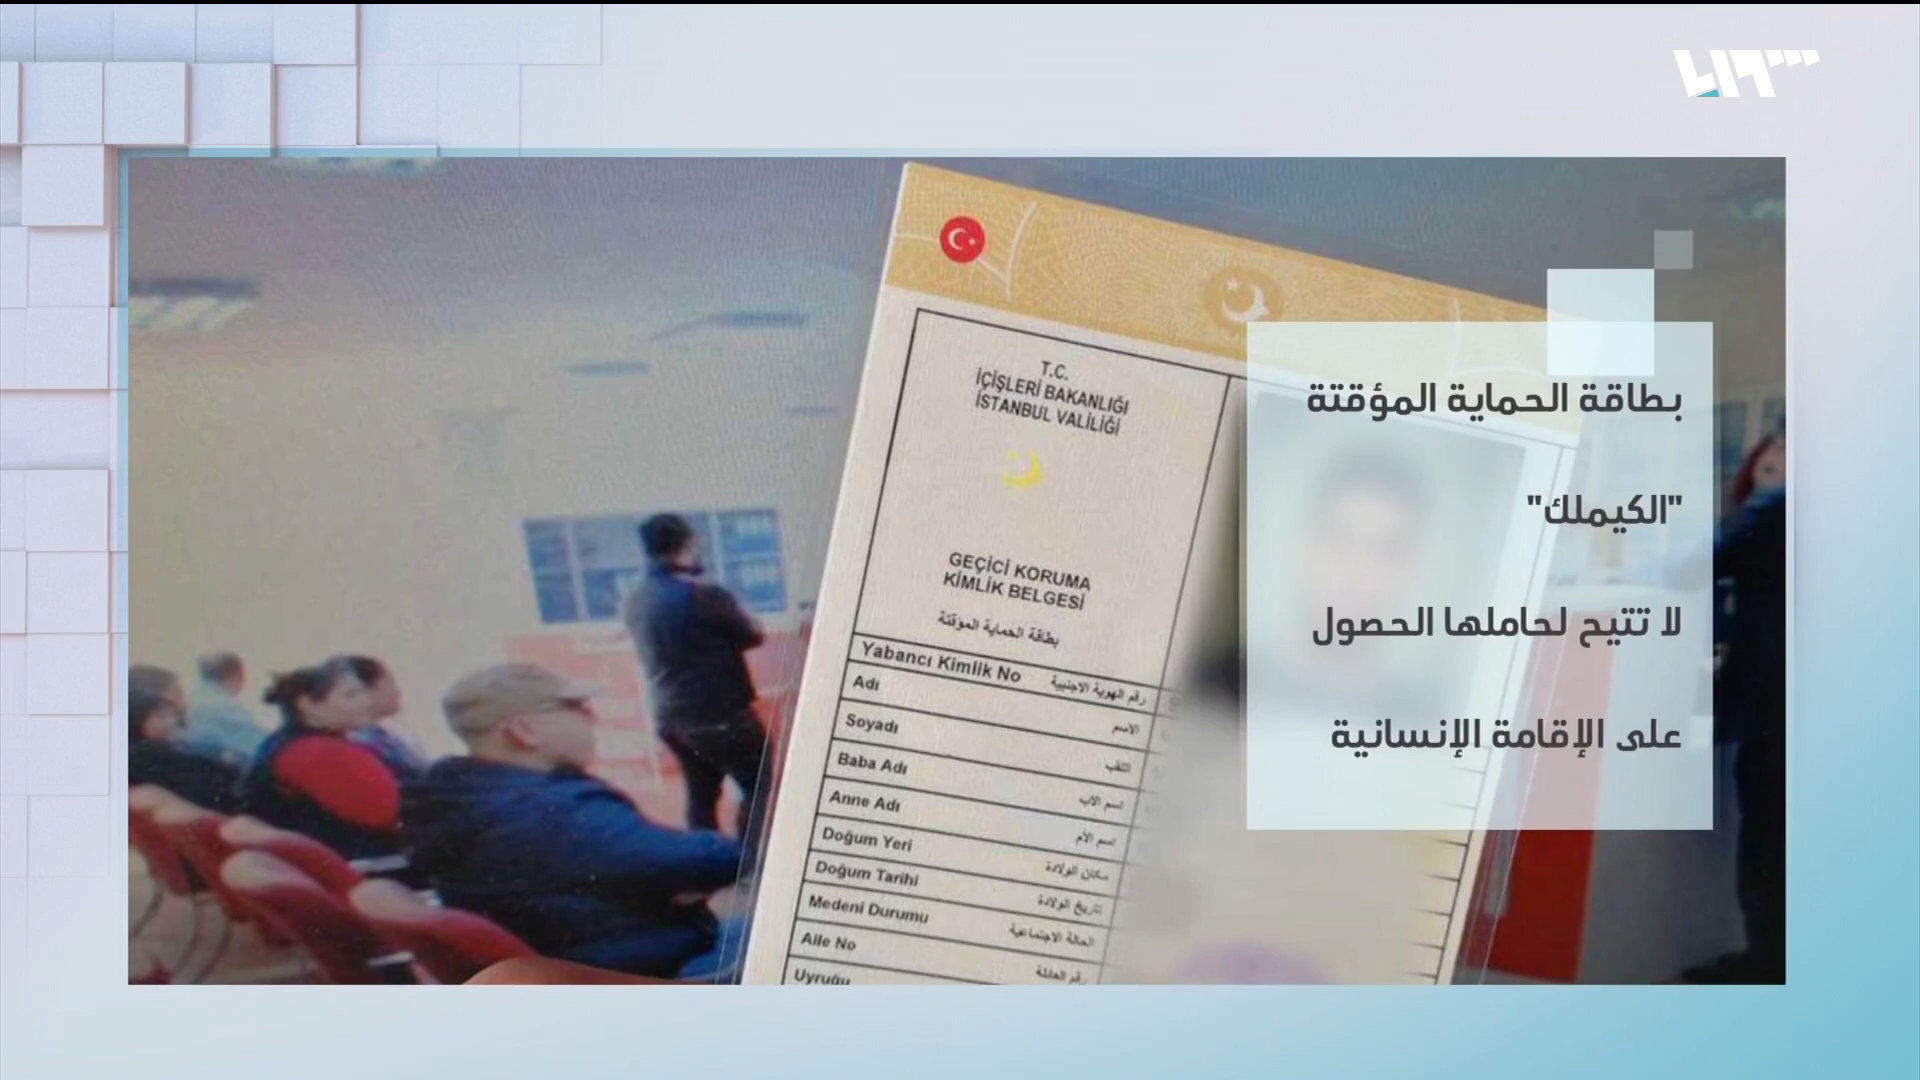 بطاقة الحماية المؤقتة
"الكيملك"
لا تتيح لحاملها الحصول
على الإقامة الإنسانية
T.C.
İÇİŞLERİ BAKANLIĞI
İSTANBUL VALİLİĞİ
GEÇİCİ KORUMA
KİMLİK BELGESİ
بطاقة الحماية المؤقتة
Yabancı Kimlik No رقم الهوية الاجنبية
Adı الاسم
Soyadı اللقب
Baba Adı اسم الاب
Anne Adı اسم الأم
Doğum Yeri مكان الولادة
Doğum Tarihi تاريخ الولادة
Medeni Durumu الحالة الاجتماعية
Aile No رقم العائلة
Uyruğu